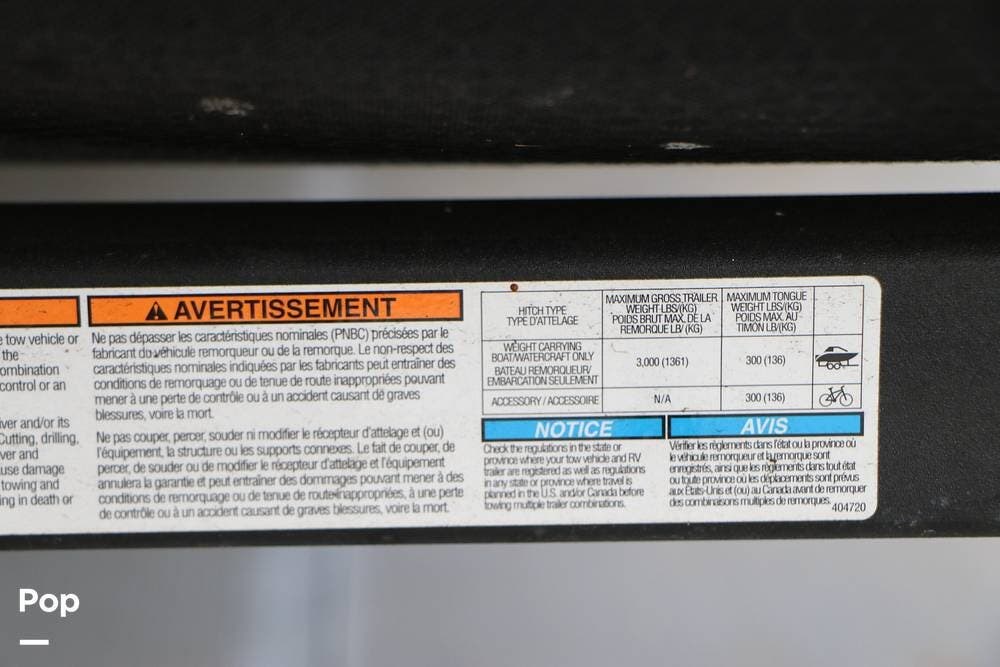 e tow vehicle or
the
ombination
control or an
iver and/or its
Cutting, drilling,
ver and
use damage
towing and
ing in death or
AVERTISSEMENT
Ne pas dépasser les caractéristiques nominales (PNBC) précisées par le
fabricant du véhicule remorqueur ou de la remorque. Le non-respect des
caractéristiques nominales indiquées par les fabricants peut entraîner des
conditions de remorquage ou de tenue de route inappropriées pouvant
mener à une perte de contrôle ou à un accident causant de graves
blessures, voire la mort.
Ne pas couper, percer, souder ni modifier le récepteur d'attelage et (ou)
l'équipement, la structure ou les supports connexes. Le fait de couper, de
percer, de souder ou de modifier le récepteur d'attelage et l'équipement
annulera la garantie et peut entraîner des dommages pouvant mener à des
conditions de remorquage ou de tenue de route inappropriées, à une perte
de contrôle ou à un accident causant de graves blessures, voire la mort.
HITCH TYPE
TYPE D'ATTELAGE
MAXIMUM GROSS TRAILER
WEIGHT LBS/(KG)
POIDS BRUT MAX. DE LA
REMORQUE LB/ (KG)
MAXIMUM TONGUE
WEIGHT LBS/(KG)
POIDS MAX. AU
TIMON LB/(KG)
WEIGHT CARRYING
BOAT/WATERCRAFT ONLY
BATEAU REMORQUEUR/
EMBARCATION SEULEMENT
3,000 (1361)
300 (136)
ACCESSORY / ACCESSOIRE
N/A
300 (136)
NOTICE
Check the regulations in the state or
province where your tow vehicle and RV
trailer are registered as well as regulations
in any state or province where travel is
planned in the U.S. and/or Canada before
towing multiple trailer combinations.
AVIS
Vérifier les règlements dans l'état ou la province où
le véhicule remorqueur et la remorque sont
enregistrés, ainsi que les règlements dans tout état
ou toute province où les déplacements sont prévus
aux États-Unis et (ou) au Canada avant de remorquer
des combinaisons multiples de remorques.
404720
Pop